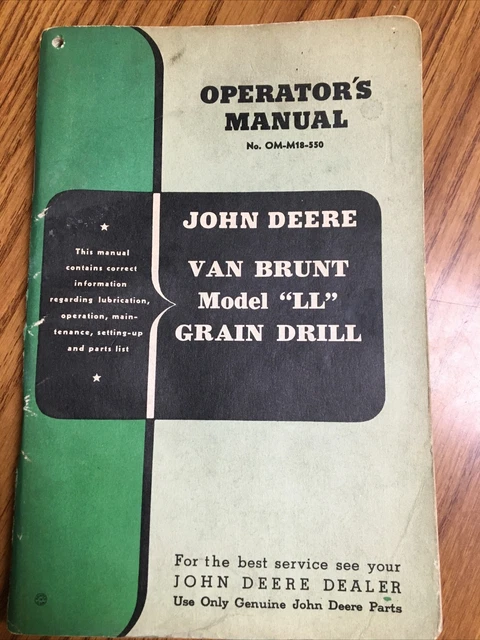 OPERATOR'S
MANUAL
No. OM-M18-550
JOHN DEERE
VAN BRUNT
Model “LL”
GRAIN DRILL
This manual
contains correct
information
regarding lubrication,
operation, main-
tenance, setting-up
and parts list
For the best service see your
JOHN DEERE DEALER
Use Only Genuine John Deere Parts